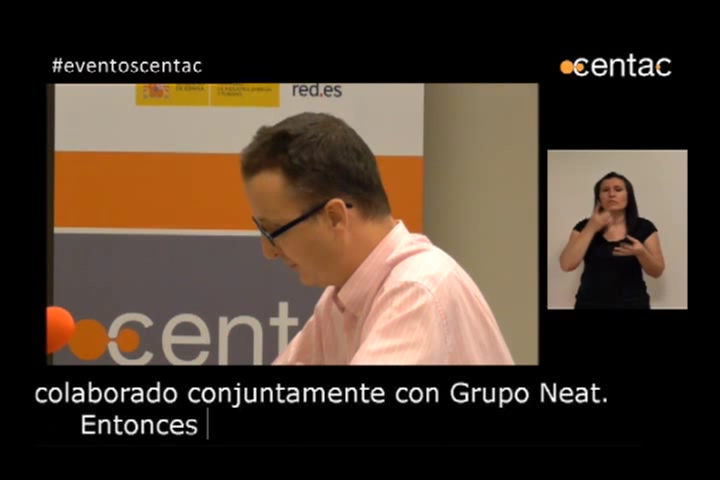 #eventoscentac
centac
red.es
centac
colaborado conjuntamente con Grupo Neat.
Entonces